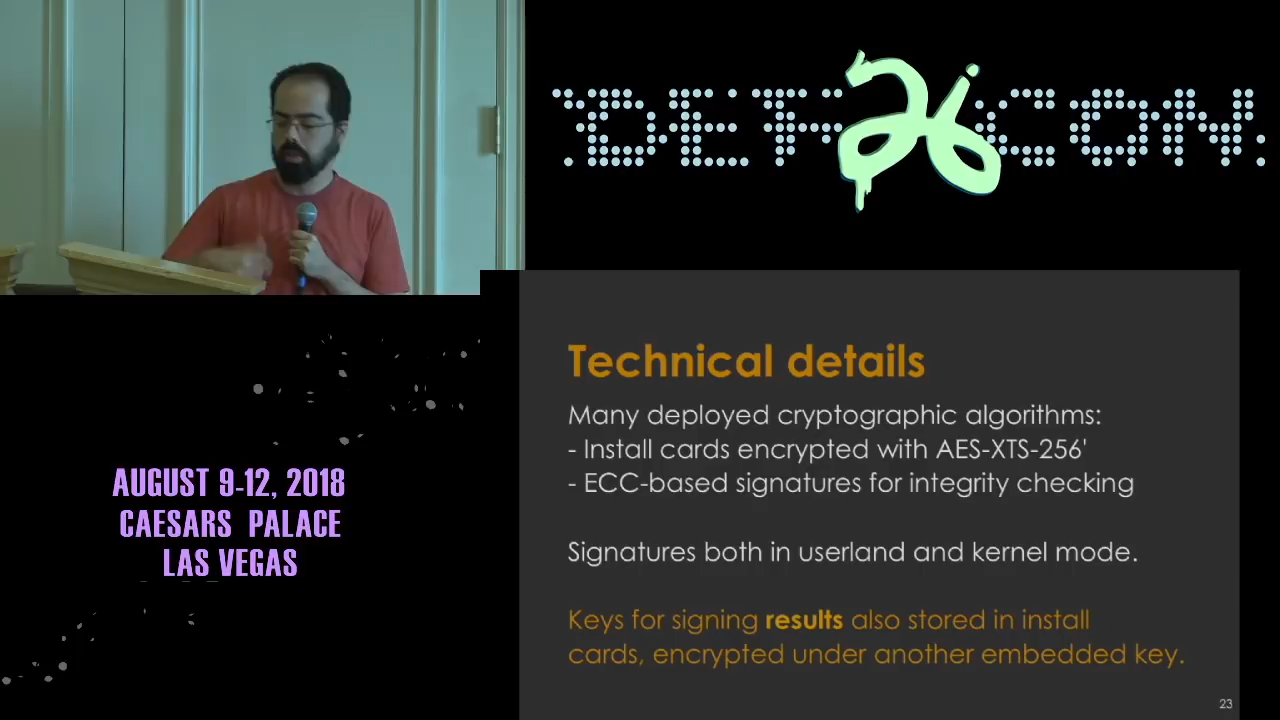 DEF CON
26
AUGUST 9-12, 2018
CAESARS PALACE
LAS VEGAS
Technical details
Many deployed cryptographic algorithms:
- Install cards encrypted with AES-XTS-256'
- ECC-based signatures for integrity checking
Signatures both in userland and kernel mode.
Keys for signing results also stored in install
cards, encrypted under another embedded key.
23